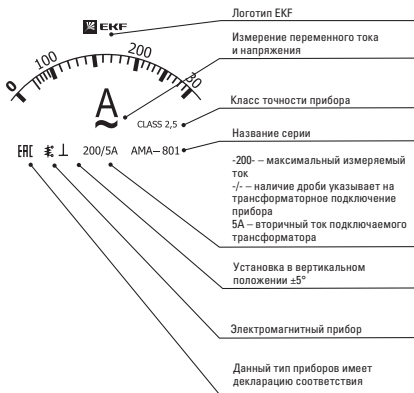 EKF
0
100
200
30
A
CLASS 2,5
EAC
200/5A
AMA–801
Логотип EKF
Измерение переменного тока
и напряжения
Класс точности прибора
Название серии
-200- – максимальный измеряемый
ток
-/- – наличие дроби указывает на
трансформаторное подключение
прибора
5А – вторичный ток подключаемого
трансформатора
Установка в вертикальном
положении ±5°
Электромагнитный прибор
Данный тип приборов имеет
декларацию соответствия